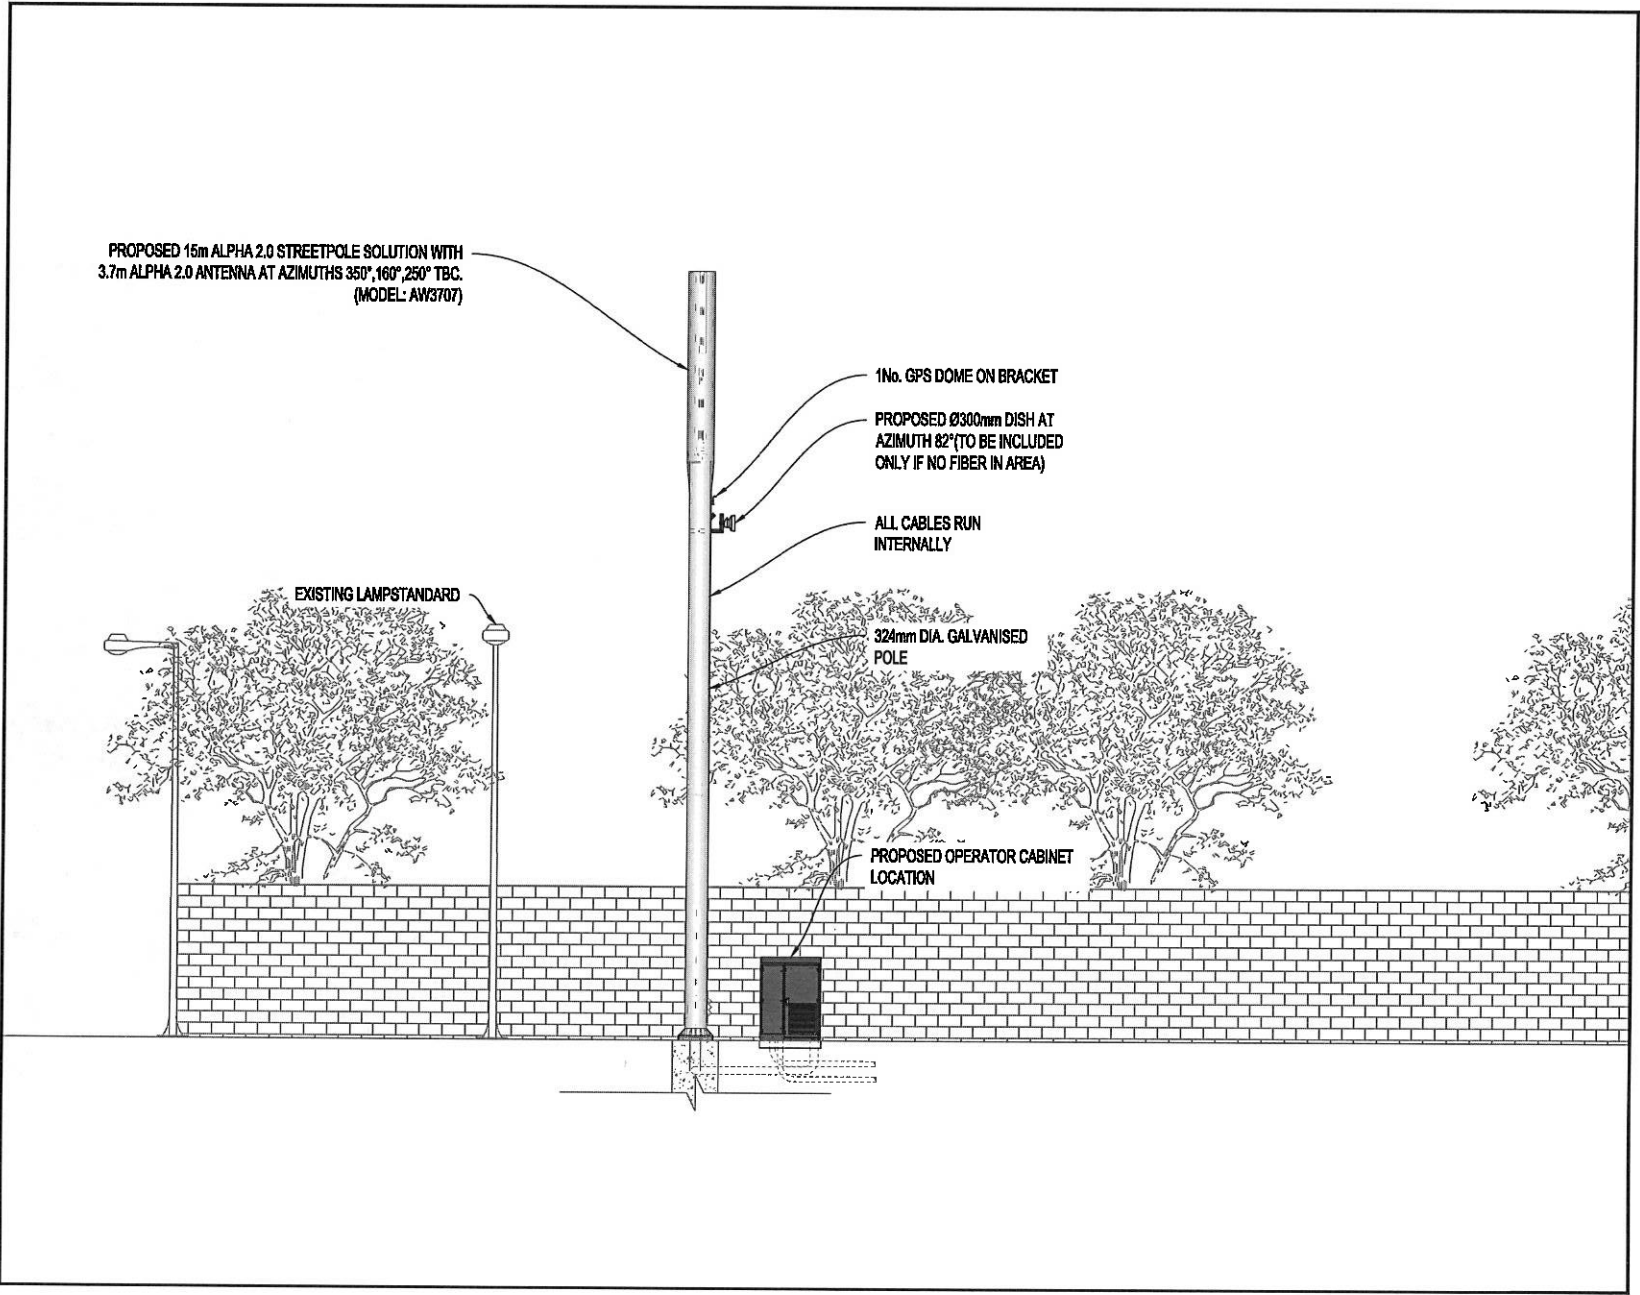 PROPOSED 15m ALPHA 2.0 STREETPOLE SOLUTION WITH
3.7m ALPHA 2.0 ANTENNA AT AZIMUTHS 350°,160°,250° TBC.
(MODEL: AW3707)
1No. GPS DOME ON BRACKET
PROPOSED Ø300mm DISH AT
AZIMUTH 82°(TO BE INCLUDED
ONLY IF NO FIBER IN AREA)
ALL CABLES RUN
INTERNALLY
EXISTING LAMPSTANDARD
324mm DIA. GALVANISED
POLE
PROPOSED OPERATOR CABINET
LOCATION